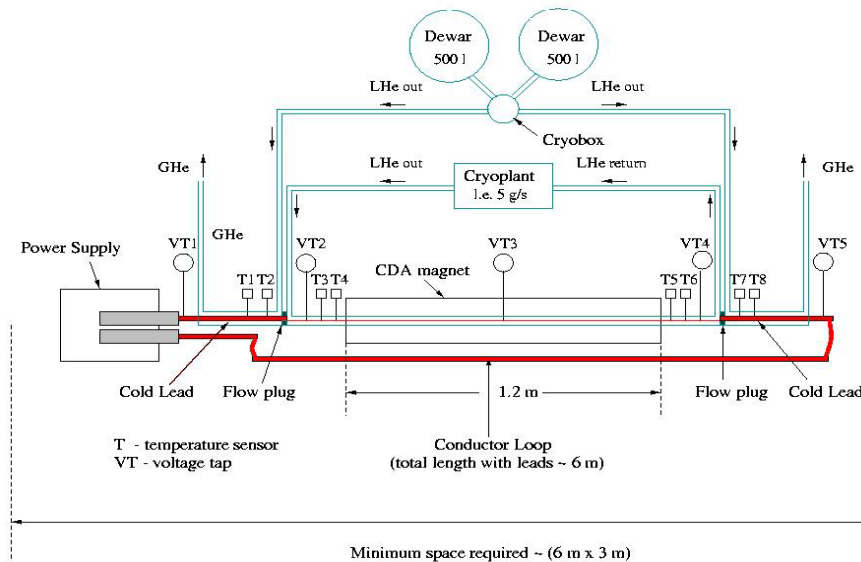 Dewar
500 l
Dewar
500 l
LHe out
LHe out
Cryobox
GHe
LHe out
LHe return
GHe
Cryoplant
I.e. 5 g/s
GHe
Power Supply
VT1
VT2
VT3
VT4
VT5
CDA magnet
T1
T2
T3
T4
T5
T6
T7
T8
Cold Lead
Flow plug
1.2 m
Flow plug
Cold Lead
T - temperature sensor
VT - voltage tap
Conductor Loop
(total length with leads ~ 6 m)
Minimum space required ~ (6 m x 3 m)